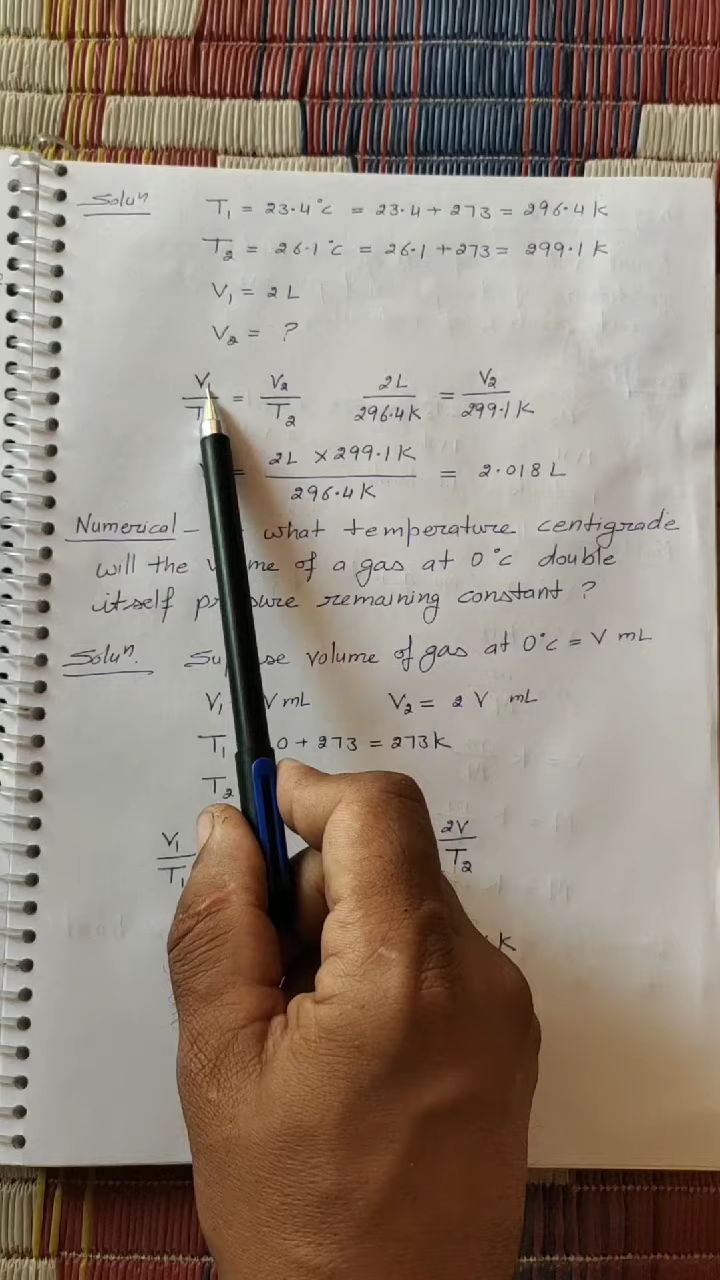 Soluⁿ T₁ = 23.4°c = 23.4 + 273 = 296.4 K
T₂ = 26.1°c = 26.1 + 273 = 299.1 K
V₁ = 2 L
V₂ = ?
V₁/T₁ = V₂/T₂ 2L/296.4K = V₂/299.1K
= 2L × 299.1K/296.4K = 2.018 L
Numerical – what temperature centigrade
will the of a gas at 0°c double
itself remaining constant ?
Soluⁿ. volume of gas at 0°c = V mL
V₁ V mL V₂ = 2 V mL
T₁ 0 + 273 = 273 K
T₂
V₁/T₁ 2V/T₂
K